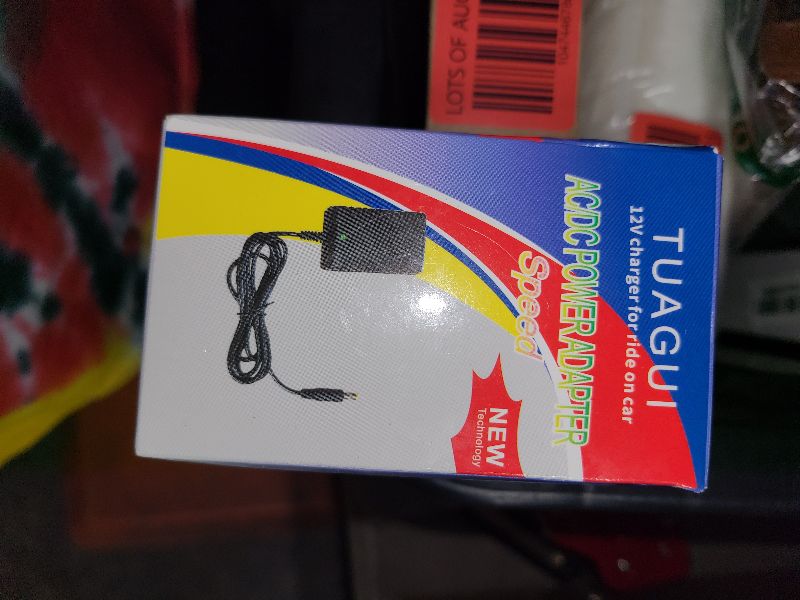 TUAGUI
12V charger for ride on car
AC/DC POWER ADAPTER
Speed
NEW
Technology
LOTS OF AU